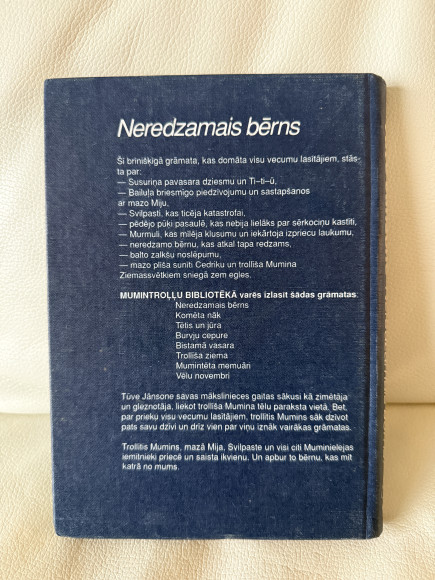 Neredzamais bērns
Šī brīnišķīgā grāmata, kas domāta visu vecumu lasītājiem, stās-
ta par:
— Susuriņa pavasara dziesmu un Ti–ti–ū,
— Baiļuļa briesmīgo piedzīvojumu un sastapšanos
ar mazo Miju,
— Svilpasti, kas ticēja katastrofai,
— pēdējo pūķi pasaulē, kas nebija lielāks par sērkociņu kastīti,
— Murmuli, kas mīlēja klusumu un iekārtoja izpriecu laukumu,
— neredzamo bērnu, kas atkal tapa redzams,
— balto zalkšu noslēpumu,
— mazo plīša sunīti Cedriku un trollīša Mumina
Ziemassvētkiem sniegā zem egles.
MUMINTROĻĻU BIBLIOTĒKĀ varēs izlasīt šādas grāmatas:
Neredzamais bērns
Komēta nāk
Tētis un jūra
Burvju cepure
Bīstamā vasara
Trollīša ziema
Mumintēta memuāri
Vēlu novembrī
Tūve Jānsone savas mākslinieces gaitas sākusi kā zīmētāja
un gleznotāja, liekot trollīša Mumina tēlu paraksta vietā. Bet,
par prieku visu vecumu lasītājiem, trollītis Mumins sāk dzīvot
pats savu dzīvi un drīz vien par viņu iznāk vairākas grāmatas.
Trollītis Mumins, mazā Mija, Svilpaste un visi citi Muminielejas
iemītnieki priecē un saista ikvienu. Un apbur to bērnu, kas mīt
katrā no mums.